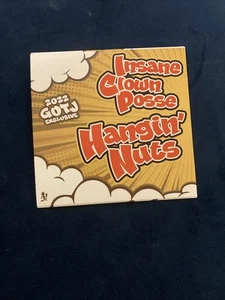 Insane
Clown
Posse
2022
GOTJ
EXCLUSIVE
Hangin'
Nuts